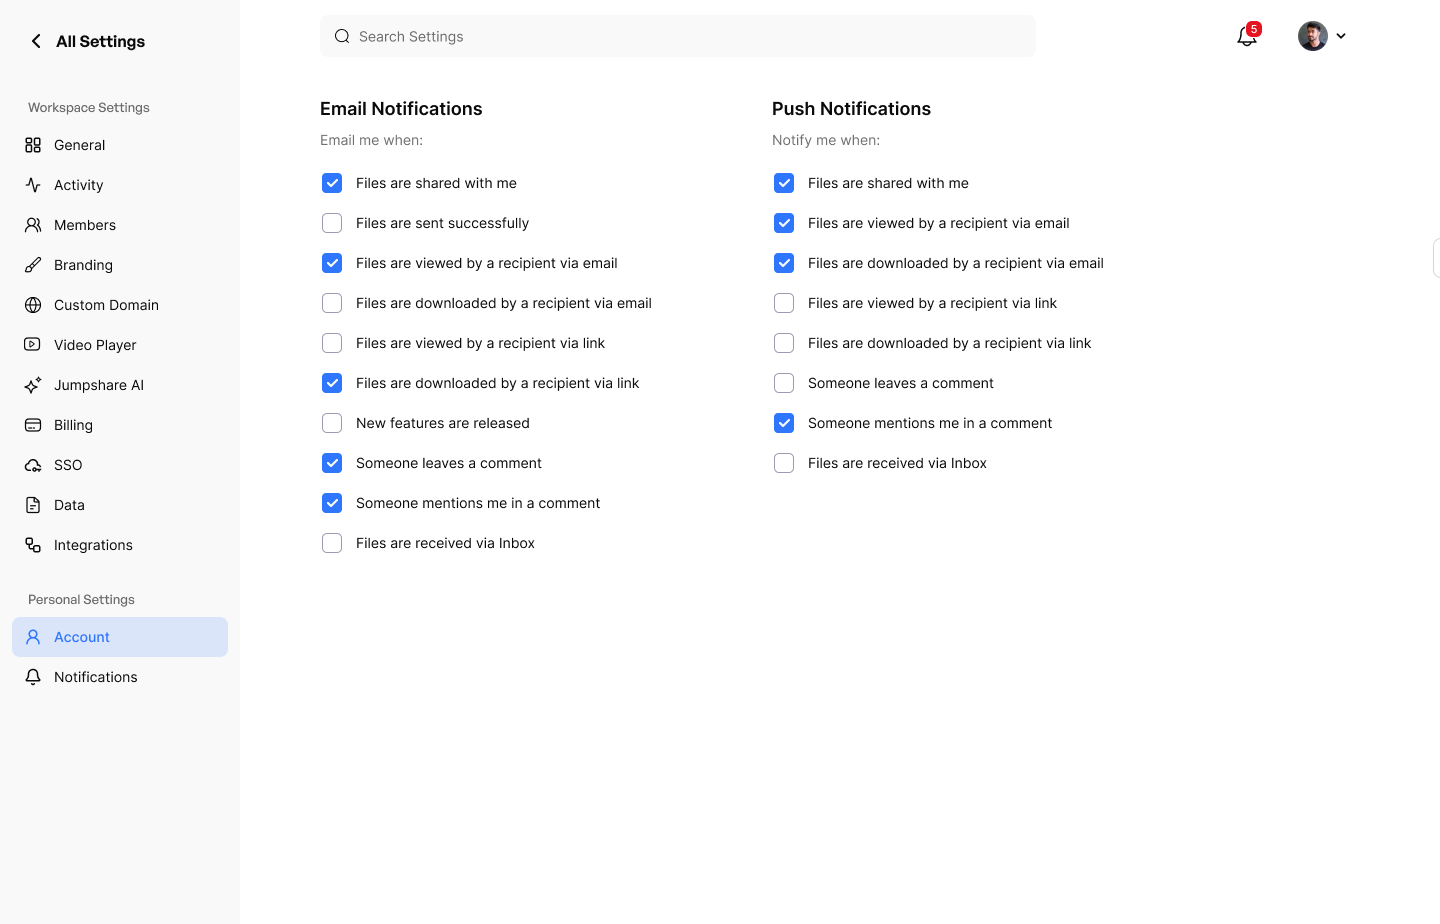 All Settings
Workspace Settings
General
Activity
Members
Branding
Custom Domain
Video Player
Jumpshare AI
Billing
SSO
Data
Integrations
Personal Settings
Account
Notifications
Search Settings
5
Email Notifications
Email me when:
Files are shared with me
Files are sent successfully
Files are viewed by a recipient via email
Files are downloaded by a recipient via email
Files are viewed by a recipient via link
Files are downloaded by a recipient via link
New features are released
Someone leaves a comment
Someone mentions me in a comment
Files are received via Inbox
Push Notifications
Notify me when:
Files are shared with me
Files are viewed by a recipient via email
Files are downloaded by a recipient via email
Files are viewed by a recipient via link
Files are downloaded by a recipient via link
Someone leaves a comment
Someone mentions me in a comment
Files are received via Inbox